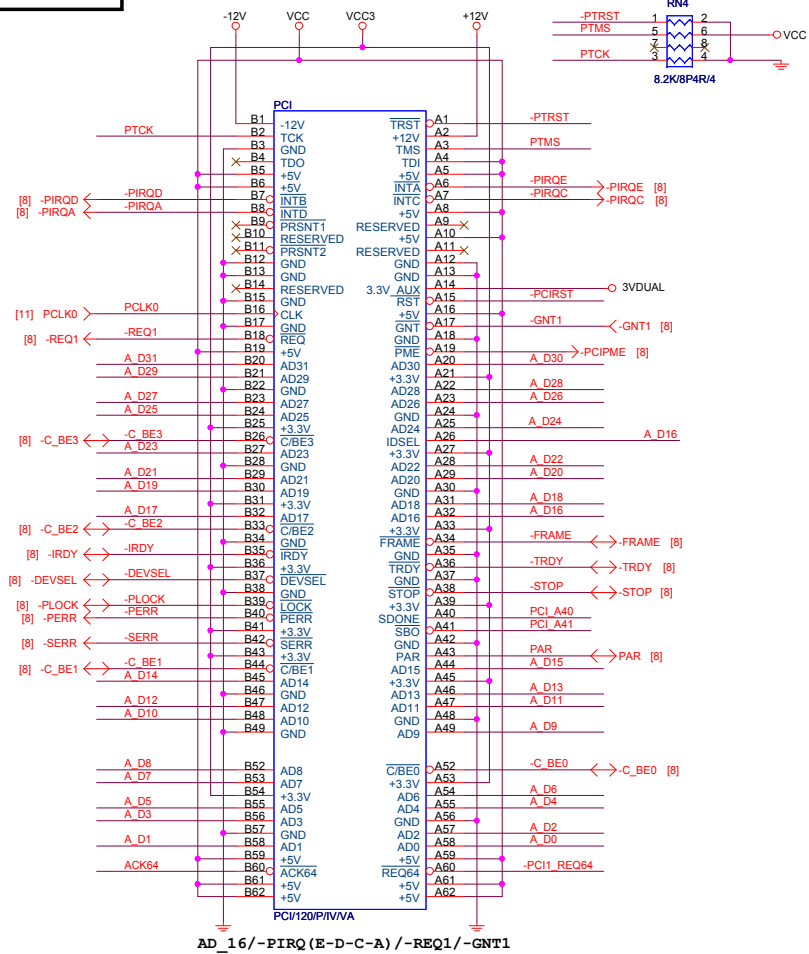 RN4
-12V VCC VCC3 +12V
-PTRST 1 2
PTMS 5 6 VCC
7 8
PTCK 3 4
8.2K/8P4R/4
PCI
B1 -12V TRST A1 -PTRST
PTCK B2 TCK +12V A2
B3 GND TMS A3 PTMS
B4 TDO TDI A4
B5 +5V +5V A5
B6 +5V INTA A6 -PIRQE -PIRQE [8]
[8] -PIRQD -PIRQD B7 INTB INTC A7 -PIRQC -PIRQC [8]
[8] -PIRQA -PIRQA B8 INTD +5V A8
B9 PRSNT1 RESERVED A9
B10 RESERVED +5V A10
B11 PRSNT2 RESERVED A11
B12 GND GND A12
B13 GND GND A13
B14 RESERVED 3.3V_AUX A14 3VDUAL
B15 GND RST A15 -PCIRST
[11] PCLK0 PCLK0 B16 CLK +5V A16
B17 GND GNT A17 -GNT1 -GNT1 [8]
[8] -REQ1 -REQ1 B18 REQ GND A18
B19 +5V PME A19 -PCIPME [8]
A_D31 B20 AD31 AD30 A20 A_D30
A_D29 B21 AD29 +3.3V A21
B22 GND AD28 A22 A_D28
A_D27 B23 AD27 AD26 A23 A_D26
A_D25 B24 AD25 GND A24
B25 +3.3V AD24 A25 A_D24
[8] -C_BE3 -C_BE3 B26 C/BE3 IDSEL A26 A_D16
A_D23 B27 AD23 +3.3V A27
B28 GND AD22 A28 A_D22
A_D21 B29 AD21 AD20 A29 A_D20
A_D19 B30 AD19 GND A30
B31 +3.3V AD18 A31 A_D18
A_D17 B32 AD17 AD16 A32 A_D16
[8] -C_BE2 -C_BE2 B33 C/BE2 +3.3V A33
B34 GND FRAME A34 -FRAME -FRAME [8]
[8] -IRDY -IRDY B35 IRDY GND A35
B36 +3.3V TRDY A36 -TRDY -TRDY [8]
[8] -DEVSEL -DEVSEL B37 DEVSEL GND A37
B38 GND STOP A38 -STOP -STOP [8]
[8] -PLOCK -PLOCK B39 LOCK +3.3V A39
[8] -PERR -PERR B40 PERR SDONE A40 PCI_A40
B41 +3.3V SBO A41 PCI_A41
[8] -SERR -SERR B42 SERR GND A42
B43 +3.3V PAR A43 PAR PAR [8]
[8] -C_BE1 -C_BE1 B44 C/BE1 AD15 A44 A_D15
A_D14 B45 AD14 +3.3V A45
B46 GND AD13 A46 A_D13
A_D12 B47 AD12 AD11 A47 A_D11
A_D10 B48 AD10 GND A48
B49 GND AD9 A49 A_D9
A_D8 B52 AD8 C/BE0 A52 -C_BE0 -C_BE0 [8]
A_D7 B53 AD7 +3.3V A53
B54 +3.3V AD6 A54 A_D6
A_D5 B55 AD5 AD4 A55 A_D4
A_D3 B56 AD3 GND A56
B57 GND AD2 A57 A_D2
A_D1 B58 AD1 AD0 A58 A_D0
B59 +5V +5V A59
ACK64 B60 ACK64 REQ64 A60 -PCI1_REQ64
B61 +5V +5V A61
B62 +5V +5V A62
PCI/120/P/IV/VA
AD_16/-PIRQ(E-D-C-A)/-REQ1/-GNT1